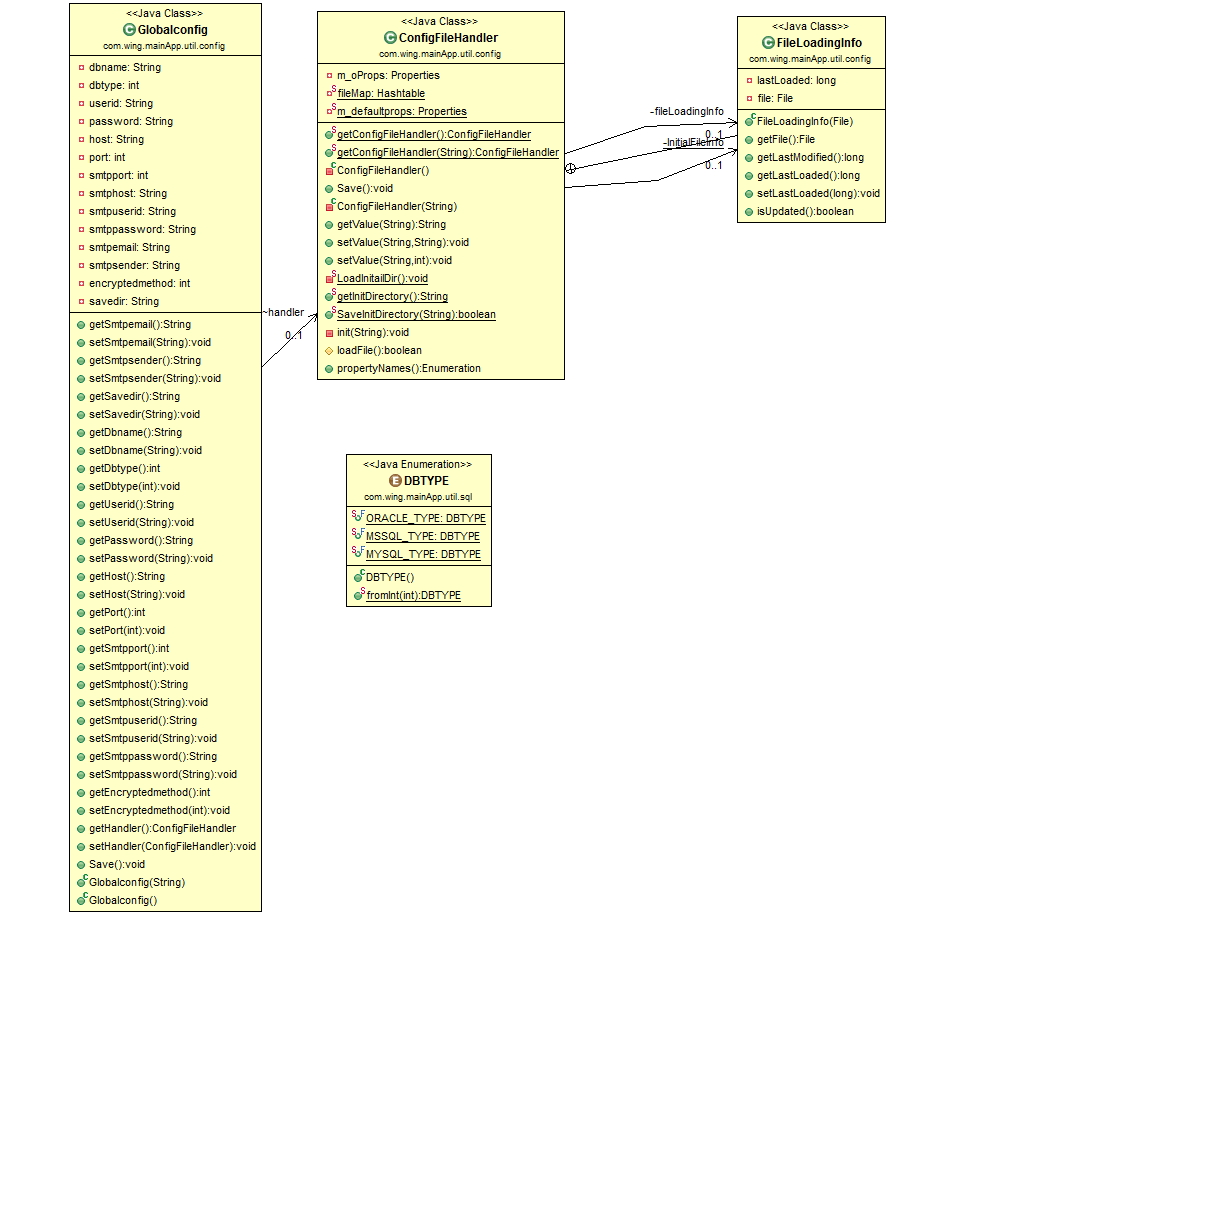 <<Java Class>>
Globalconfig
com.wing.mainApp.util.config
dbname: String
dbtype: int
userid: String
password: String
host: String
port: int
smtpport: int
smtphost: String
smtpuserid: String
smtppassword: String
smtpemail: String
smtpsender: String
encryptedmethod: int
savedir: String
getSmtpemail():String
setSmtpemail(String):void
getSmtpsender():String
setSmtpsender(String):void
getSavedir():String
setSavedir(String):void
getDbname():String
setDbname(String):void
getDbtype():int
setDbtype(int):void
getUserid():String
setUserid(String):void
getPassword():String
setPassword(String):void
getHost():String
setHost(String):void
getPort():int
setPort(int):void
getSmtpport():int
setSmtpport(int):void
getSmtphost():String
setSmtphost(String):void
getSmtpuserid():String
setSmtpuserid(String):void
getSmtppassword():String
setSmtppassword(String):void
getEncryptedmethod():int
setEncryptedmethod(int):void
getHandler():ConfigFileHandler
setHandler(ConfigFileHandler):void
Save():void
Globalconfig(String)
Globalconfig()
~handler
0..1
<<Java Class>>
ConfigFileHandler
com.wing.mainApp.util.config
m_oProps: Properties
fileMap: Hashtable
m_defaultprops: Properties
getConfigFileHandler():ConfigFileHandler
getConfigFileHandler(String):ConfigFileHandler
ConfigFileHandler()
Save():void
ConfigFileHandler(String)
getValue(String):String
setValue(String,String):void
setValue(String,int):void
LoadInitailDir():void
getInitDirectory():String
SaveInitDirectory(String):boolean
init(String):void
loadFile():boolean
propertyNames():Enumeration
-fileLoadingInfo
0..1
-InitialFileInfo
0..1
<<Java Class>>
FileLoadingInfo
com.wing.mainApp.util.config
lastLoaded: long
file: File
FileLoadingInfo(File)
getFile():File
getLastModified():long
getLastLoaded():long
setLastLoaded(long):void
isUpdated():boolean
<<Java Enumeration>>
DBTYPE
com.wing.mainApp.util.sql
ORACLE_TYPE: DBTYPE
MSSQL_TYPE: DBTYPE
MYSQL_TYPE: DBTYPE
DBTYPE()
fromInt(int):DBTYPE